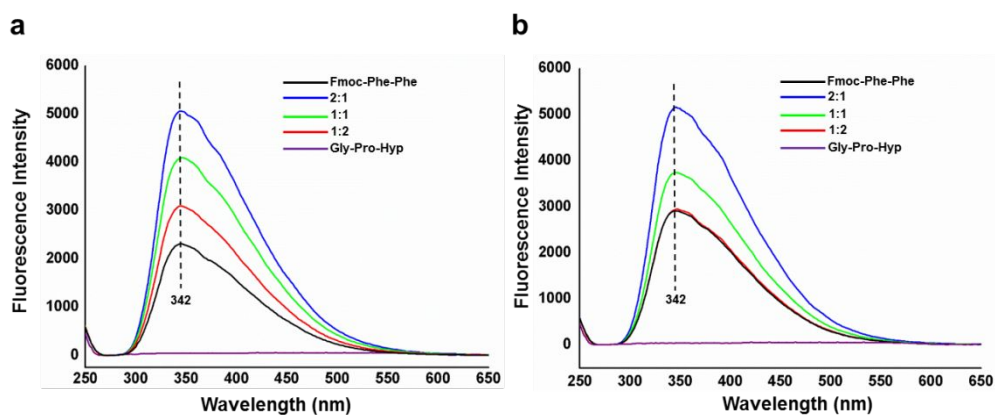 a
6000
5000
4000
3000
2000
1000
0
Fluorescence Intensity
Fmoc-Phe-Phe
2:1
1:1
1:2
Gly-Pro-Hyp
342
250 300 350 400 450 500 550 600 650
Wavelength (nm)
b
6000
5000
4000
3000
2000
1000
0
Fluorescence Intensity
Fmoc-Phe-Phe
2:1
1:1
1:2
Gly-Pro-Hyp
342
250 300 350 400 450 500 550 600 650
Wavelength (nm)